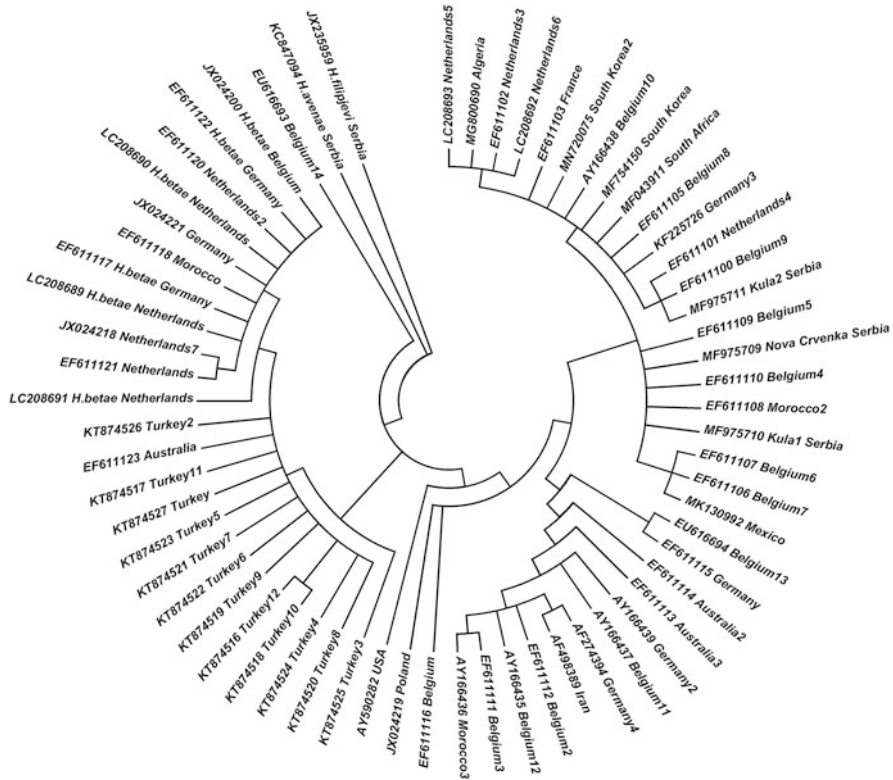 LC208693 Netherlands5
MG800690 Algeria
EF611102 Netherlands3
LC208692 Netherlands6
EF611103 France
MN720075 South Korea2
AY166438 Belgium10
MF754150 South Korea
MF043911 South Africa
EF611105 Belgium8
KF225726 Germany3
EF611101 Netherlands4
EF611100 Belgium9
MF975711 Kula2 Serbia
EF611109 Belgium5
MF975709 Nova Crvenka Serbia
EF611110 Belgium4
EF611108 Morocco2
MF975710 Kula1 Serbia
EF611107 Belgium6
EF611106 Belgium7
MK130992 Mexico
EU616694 Belgium13
EF611115 Germany
EF611114 Australia2
EF611113 Australia3
AY166439 Germany2
AY166437 Belgium11
AF274394 Germany4
AF498389 Iran
EF611112 Belgium2
AY166435 Belgium12
EF611111 Belgium3
AY166436 Morocco3
EF611116 Belgium
JX024219 Poland
AY590282 USA
KT874525 Turkey3
KT874520 Turkey8
KT874524 Turkey4
KT874518 Turkey10
KT874516 Turkey12
KT874519 Turkey9
KT874522 Turkey6
KT874521 Turkey7
KT874523 Turkey5
KT874527 Turkey
KT874517 Turkey11
EF611123 Australia
KT874526 Turkey2
LC208691 H.betae Netherlands
EF611121 Netherlands
JX024218 Netherlands7
LC208689 H.betae Netherlands
EF611117 H.betae Germany
EF611118 Morocco
JX024221 Germany
LC208690 H.betae Netherlands
EF611120 Netherlands2
EF611122 H.betae Germany
JX024200 H.betae Belgium
EU616693 Belgium14
KC847094 H.avenae Serbia
JX235959 H.filipjevi Serbia